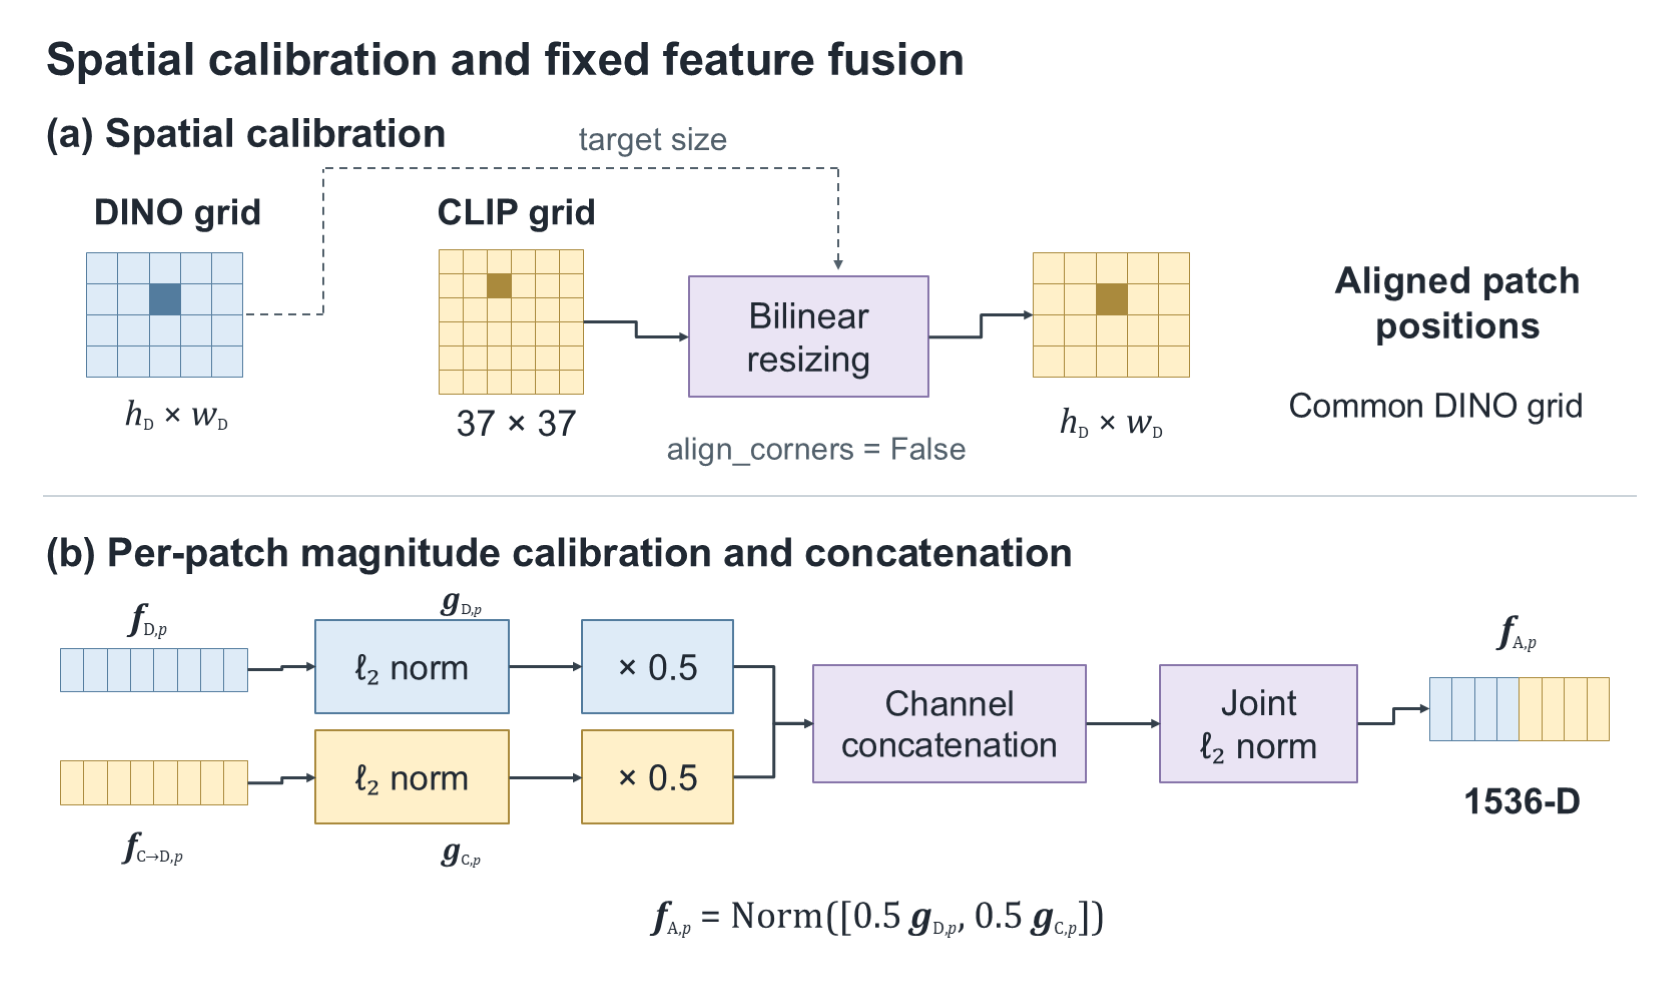 Spatial calibration and fixed feature fusion
(a) Spatial calibration
target size
DINO grid
CLIP grid
Bilinear
resizing
Aligned patch
positions
Common DINO grid
h_D × w_D
37 × 37
h_D × w_D
align_corners = False
(b) Per-patch magnitude calibration and concatenation
f_D,p
g_D,p
ℓ₂ norm
× 0.5
f_A,p
Channel
concatenation
Joint
ℓ₂ norm
ℓ₂ norm
× 0.5
1536-D
f_C→D,p
g_C,p
f_A,p = Norm([0.5 g_D,p, 0.5 g_C,p])